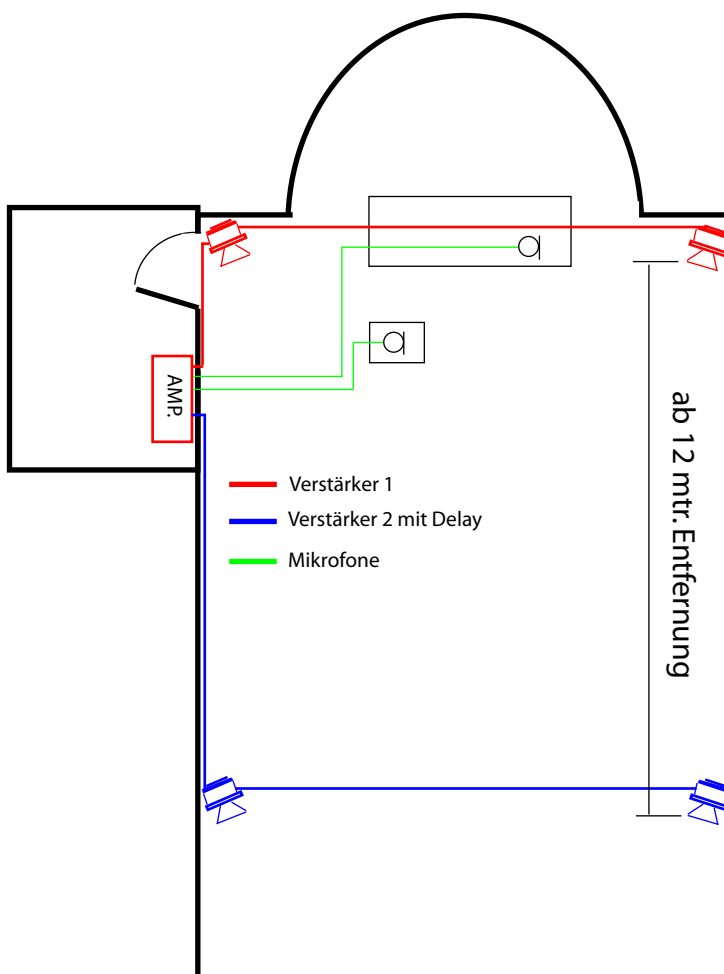 AMP.
Verstärker 1
Verstärker 2 mit Delay
Mikrofone
ab 12 mtr. Entfernung